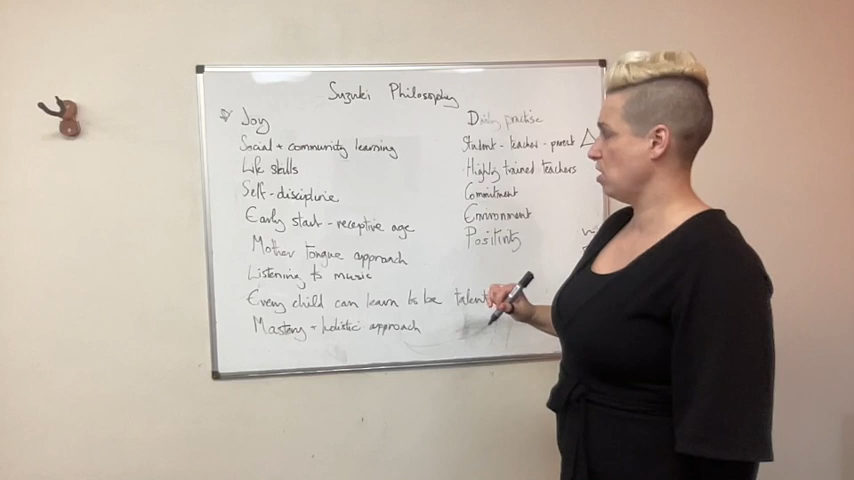 Suzuki Philosophy
Joy
Social + community learning
Life skills
Self-discipline
Early start - receptive age
Mother Tongue approach
Listening to music
Every child can learn to be talent
Mastery - holistic approach
Daily practise
Student - teacher - parent
Highly trained teachers
Commitment
Environment
Positivity